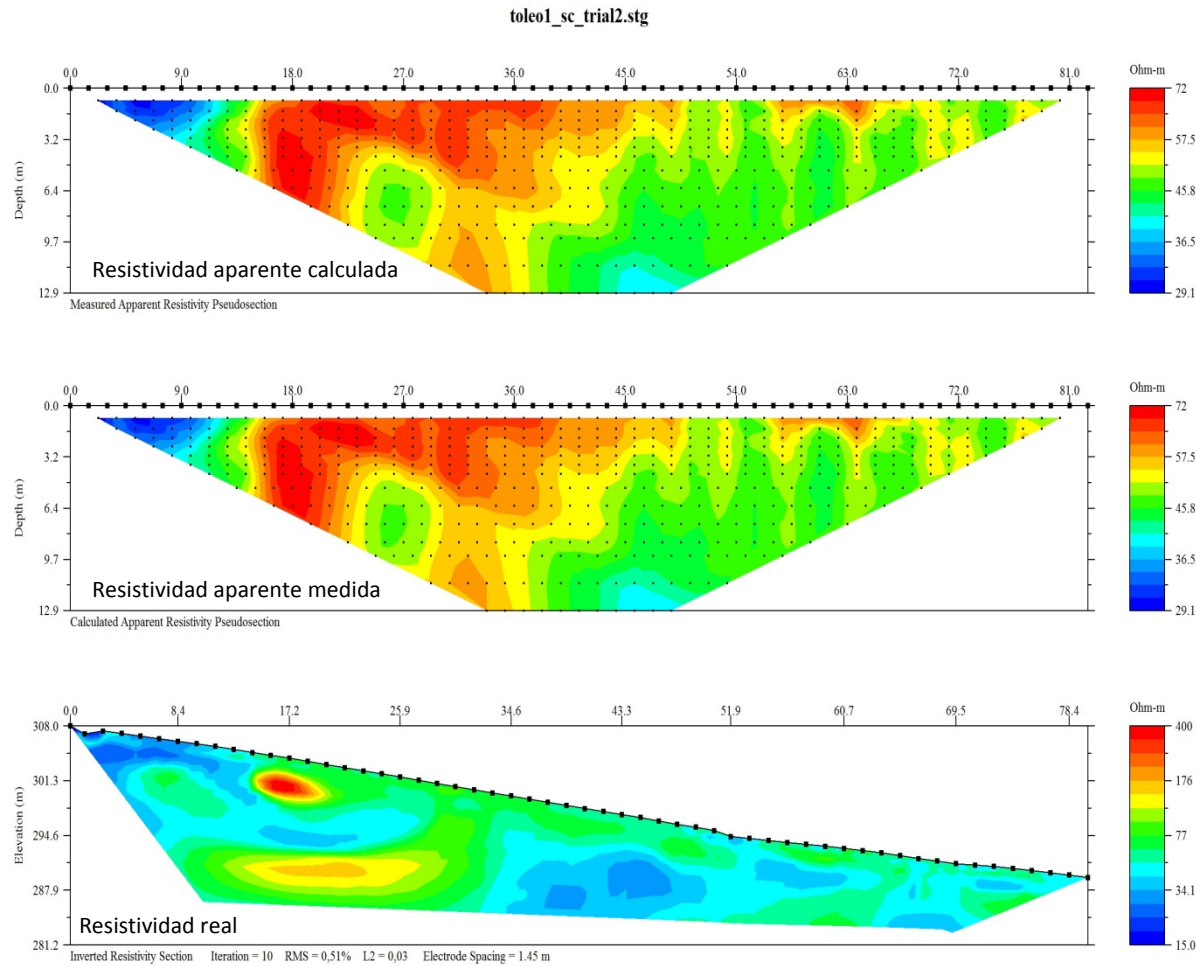 toleo1_sc_trial2.stg
0.0 9.0 18.0 27.0 36.0 45.0 54.0 63.0 72.0 81.0 Ohm-m
0.0 72
3.2 57.5
6.4 45.8
9.7 36.5
12.9 29.1
Depth (m)
Resistividad aparente calculada
Measured Apparent Resistivity Pseudosection
0.0 9.0 18.0 27.0 36.0 45.0 54.0 63.0 72.0 81.0 Ohm-m
0.0 72
3.2 57.5
6.4 45.8
9.7 36.5
12.9 29.1
Depth (m)
Resistividad aparente medida
Calculated Apparent Resistivity Pseudosection
0.0 8.4 17.2 25.9 34.6 43.3 51.9 60.7 69.5 78.4 Ohm-m
308.0 400
301.3 176
294.6 77
287.9 34.1
281.2 15.0
Elevation (m)
Resistividad real
Inverted Resistivity Section Iteration = 10 RMS = 0,51% L2 = 0,03 Electrode Spacing = 1.45 m